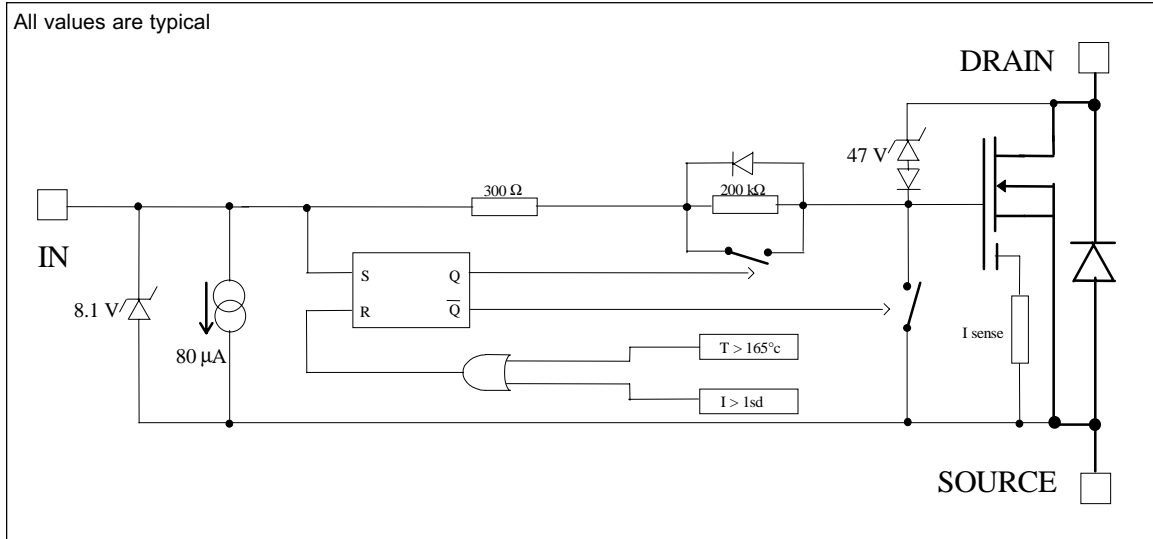 All values are typical
DRAIN
47 V
300 Ω
200 kΩ
IN
S
Q
R
Q̅
8.1 V
80 µA
I sense
T > 165°c
I > 1sd
SOURCE